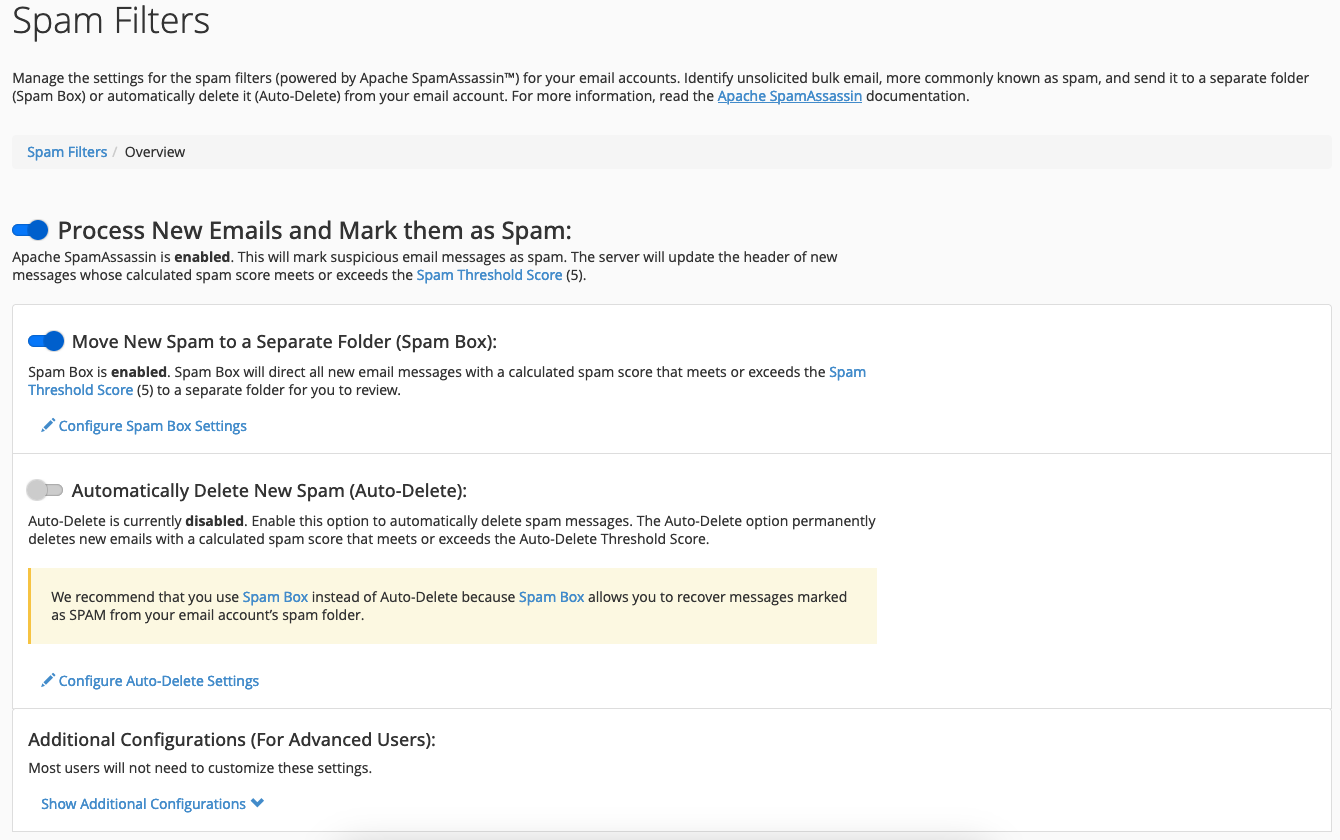 Spam Filters
Manage the settings for the spam filters (powered by Apache SpamAssassin™) for your email accounts. Identify unsolicited bulk email, more commonly known as spam, and send it to a separate folder
(Spam Box) or automatically delete it (Auto-Delete) from your email account. For more information, read the Apache SpamAssassin documentation.
Spam Filters / Overview
Process New Emails and Mark them as Spam:
Apache SpamAssassin is enabled. This will mark suspicious email messages as spam. The server will update the header of new
messages whose calculated spam score meets or exceeds the Spam Threshold Score (5).
Move New Spam to a Separate Folder (Spam Box):
Spam Box is enabled. Spam Box will direct all new email messages with a calculated spam score that meets or exceeds the Spam
Threshold Score (5) to a separate folder for you to review.
Configure Spam Box Settings
Automatically Delete New Spam (Auto-Delete):
Auto-Delete is currently disabled. Enable this option to automatically delete spam messages. The Auto-Delete option permanently
deletes new emails with a calculated spam score that meets or exceeds the Auto-Delete Threshold Score.
We recommend that you use Spam Box instead of Auto-Delete because Spam Box allows you to recover messages marked
as SPAM from your email account’s spam folder.
Configure Auto-Delete Settings
Additional Configurations (For Advanced Users):
Most users will not need to customize these settings.
Show Additional Configurations